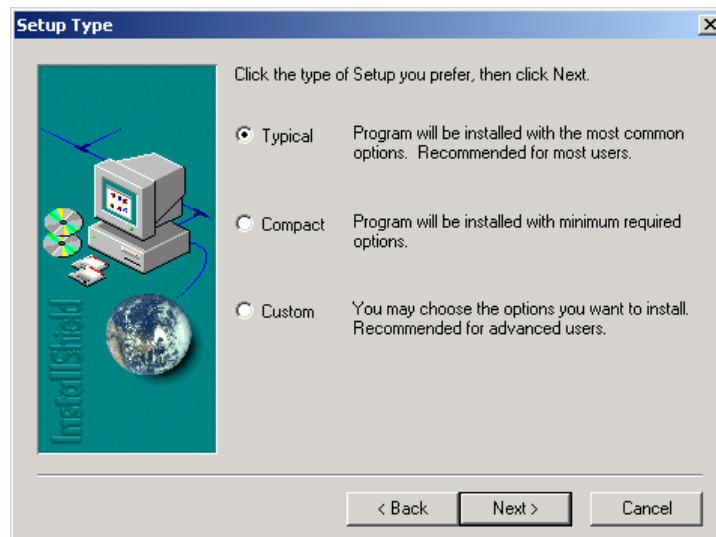 Setup Type
Click the type of Setup you prefer, then click Next.
Typical Program will be installed with the most common
options. Recommended for most users.
Compact Program will be installed with minimum required
options.
Custom You may choose the options you want to install.
Recommended for advanced users.
InstallShield
< Back Next > Cancel